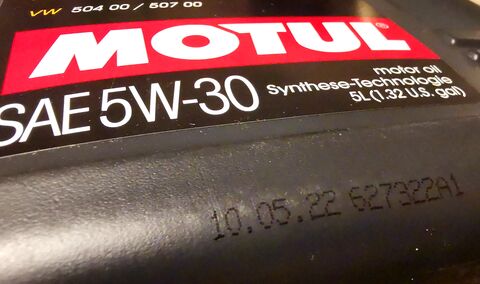 VW 504 00 / 507 00
MOTUL
SAE 5W-30
motor oil
Synthese-Technologie
5L (1.32 U.S. gal)
10.05.22 627322A1